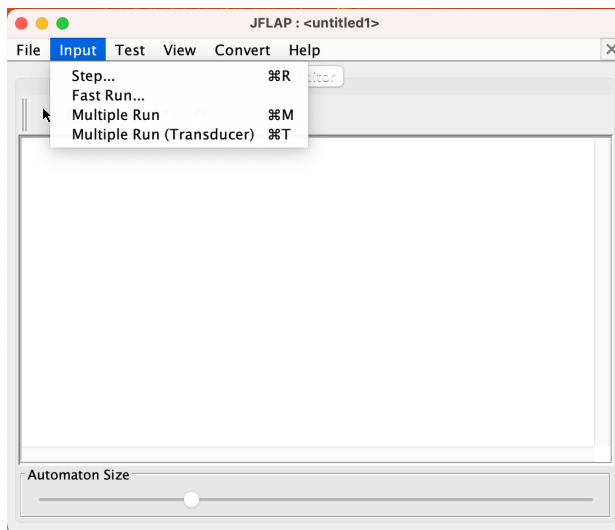 JFLAP : <untitled1>
File Input Test View Convert Help
Step... ⌘R
Fast Run...
Multiple Run ⌘M
Multiple Run (Transducer) ⌘T
Automaton Size